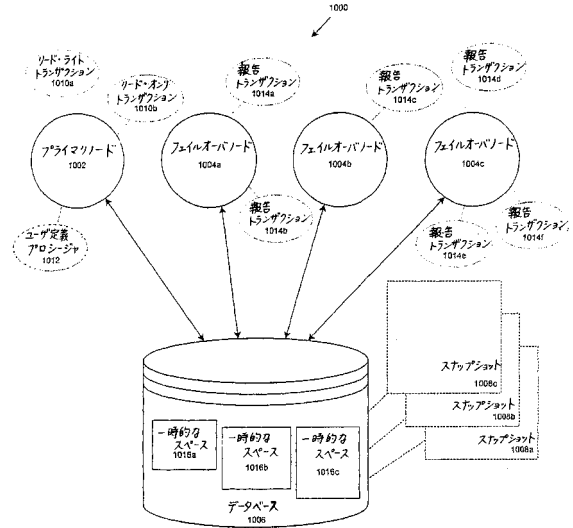 1000
リード・ライト
トランザクション
1010a
リード・オンリ
トランザクション
1010b
報告
トランザクション
1014a
報告
トランザクション
1014c
報告
トランザクション
1014d
プライマリノード
1002
フェイルオーバノード
1004a
フェイルオーバノード
1004b
フェイルオーバノード
1004c
ユーザ定義
プロシージャ
1012
報告
トランザクション
1014b
報告
トランザクション
1014e
報告
トランザクション
1014f
スナップショット
1008c
スナップショット
1008b
スナップショット
1008a
一時的な
スペース
1016a
一時的な
スペース
1016b
一時的な
スペース
1016c
データベース
1006